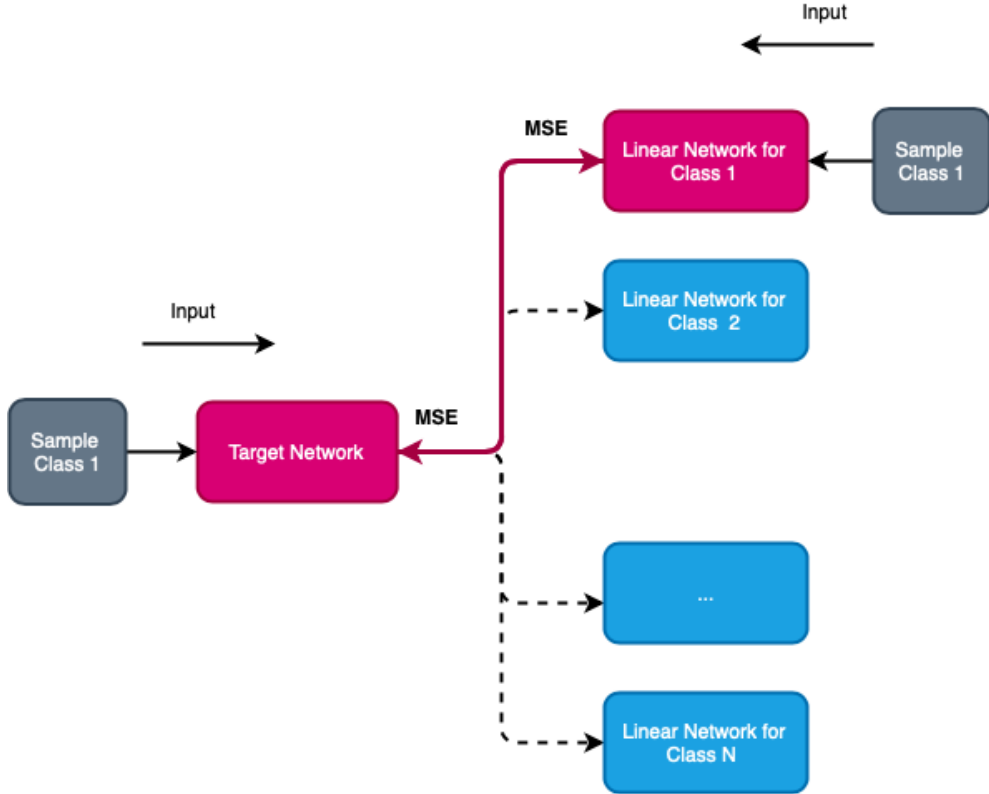 Input
MSE
Linear Network for
Class 1
Sample
Class 1
Linear Network for
Class 2
Input
MSE
Sample
Class 1
Target Network
...
Linear Network for
Class N